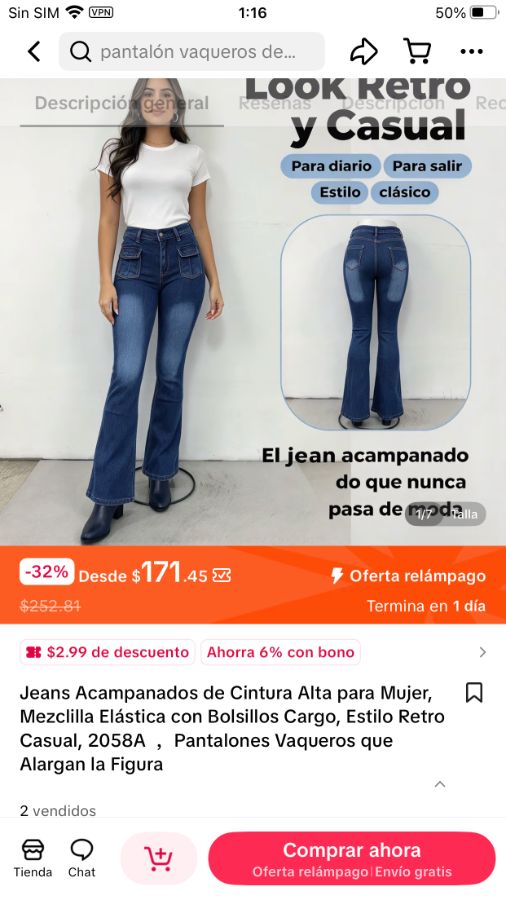 Sin SIM VPN 1:16 50%
pantalón vaqueros de...
Look Retro
Descripción general Reseñas Descripción Rec
y Casual
Para diario Para salir
Estilo clásico
El jean acampanado
do que nunca
pasa de moda
1/7 Talla
-32% Desde $171.45 Oferta relámpago
$252.81 Termina en 1 día
$2.99 de descuento Ahorra 6% con bono
Jeans Acampanados de Cintura Alta para Mujer,
Mezclilla Elástica con Bolsillos Cargo, Estilo Retro
Casual, 2058A ， Pantalones Vaqueros que
Alargan la Figura
2 vendidos
Tienda Chat Comprar ahora
Oferta relámpago | Envío gratis